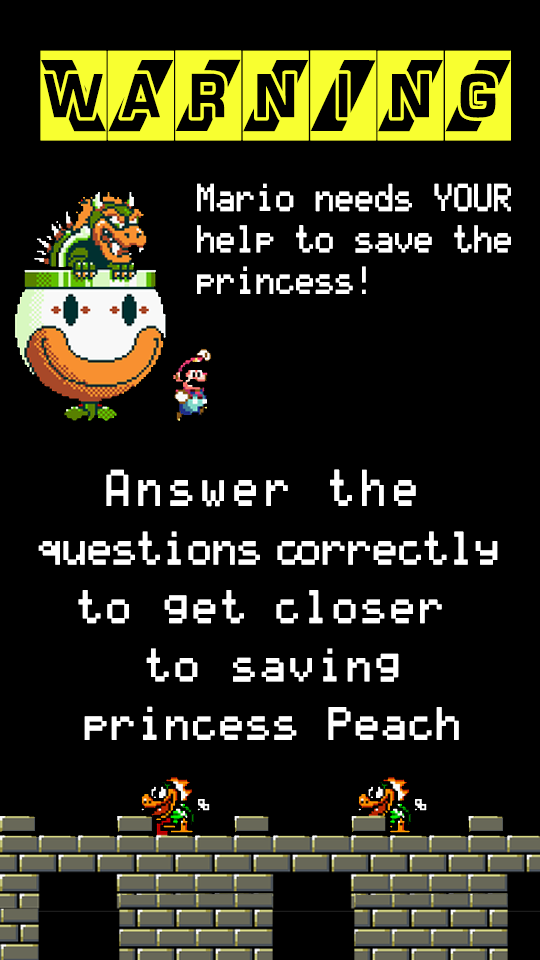 WARNING
Mario needs YOUR
help to save the
princess!
Answer the
questions correctly
to get closer
to saving
princess Peach